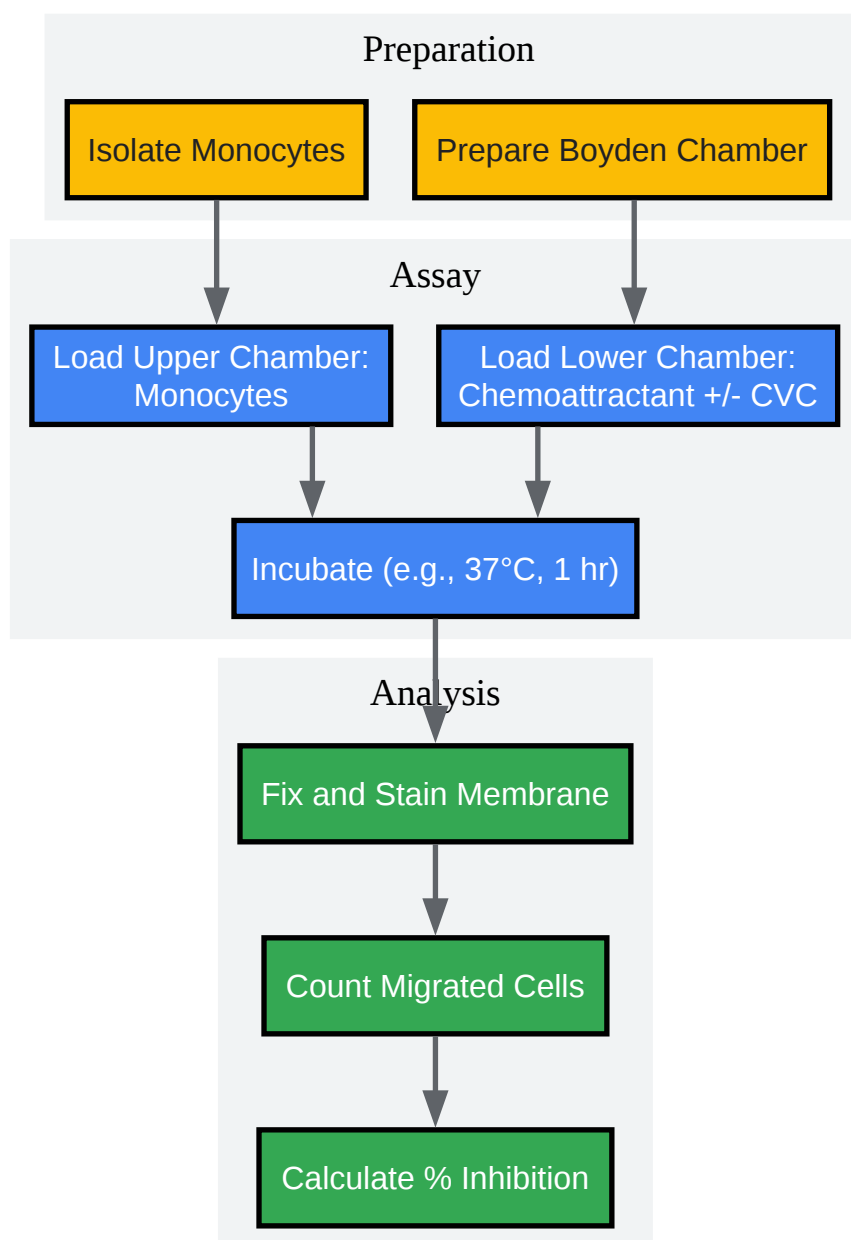 Preparation
Isolate Monocytes
Prepare Boyden Chamber
Assay
Load Upper Chamber:
Monocytes
Load Lower Chamber:
Chemoattractant +/- CVC
Incubate (e.g., 37°C, 1 hr)
Analysis
Fix and Stain Membrane
Count Migrated Cells
Calculate % Inhibition